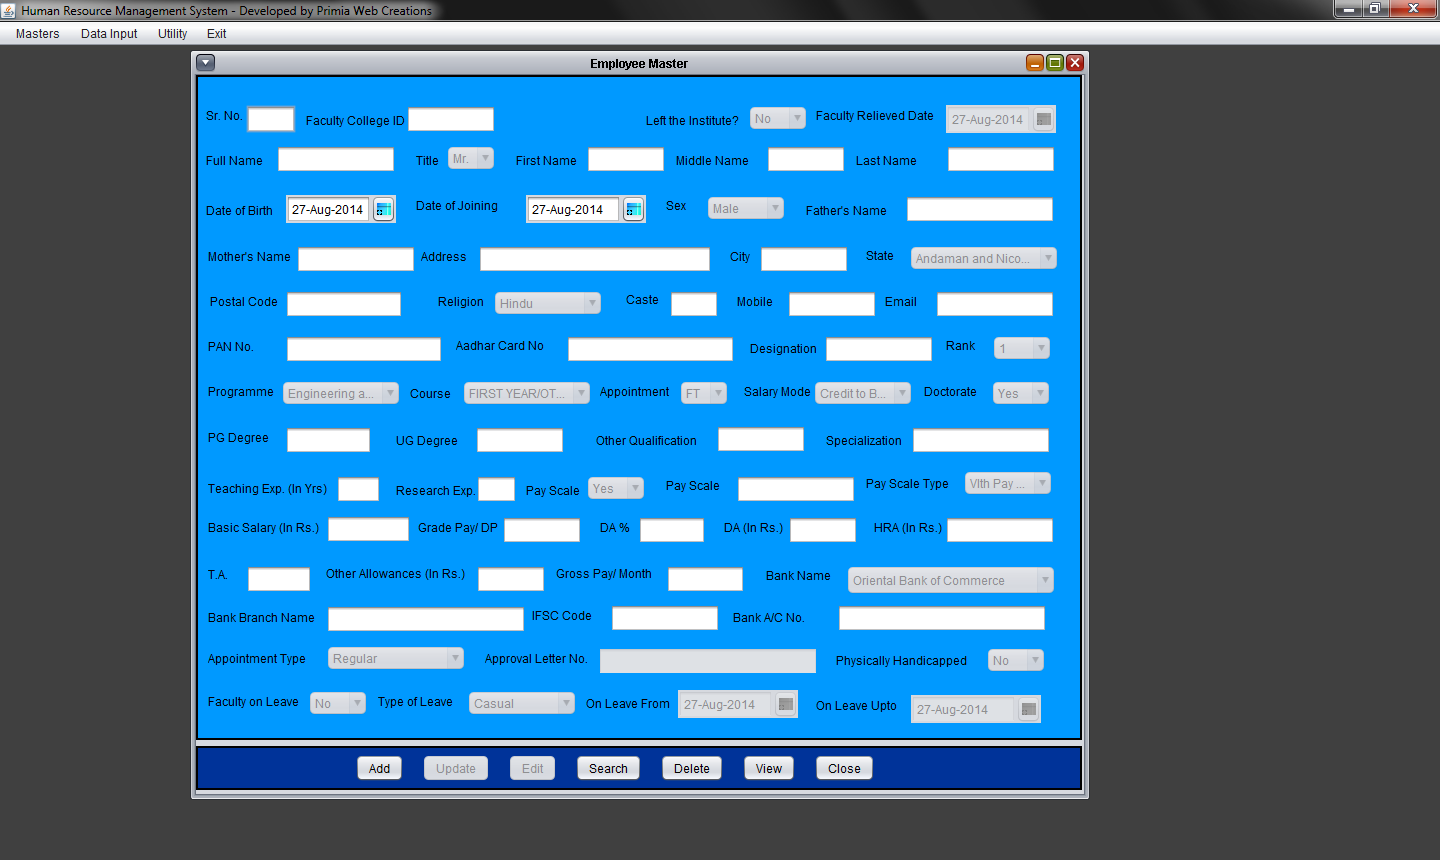 Human Resource Management System - Developed by Primia Web Creations
Masters Data Input Utility Exit
Employee Master
Sr. No. Faculty College ID Left the Institute? No Faculty Relieved Date 27-Aug-2014
Full Name Title Mr. First Name Middle Name Last Name
Date of Birth 27-Aug-2014 Date of Joining 27-Aug-2014 Sex Male Father's Name
Mother's Name Address City State Andaman and Nico...
Postal Code Religion Hindu Caste Mobile Email
PAN No. Aadhar Card No Designation Rank 1
Programme Engineering a... Course FIRST YEAR/OT... Appointment FT Salary Mode Credit to B... Doctorate Yes
PG Degree UG Degree Other Qualification Specialization
Teaching Exp. (In Yrs) Research Exp. Pay Scale Yes Pay Scale Pay Scale Type VIth Pay ...
Basic Salary (In Rs.) Grade Pay/ DP DA % DA (In Rs.) HRA (In Rs.)
T.A. Other Allowances (In Rs.) Gross Pay/ Month Bank Name Oriental Bank of Commerce
Bank Branch Name IFSC Code Bank A/C No.
Appointment Type Regular Approval Letter No. Physically Handicapped No
Faculty on Leave No Type of Leave Casual On Leave From 27-Aug-2014 On Leave Upto 27-Aug-2014
Add Update Edit Search Delete View Close